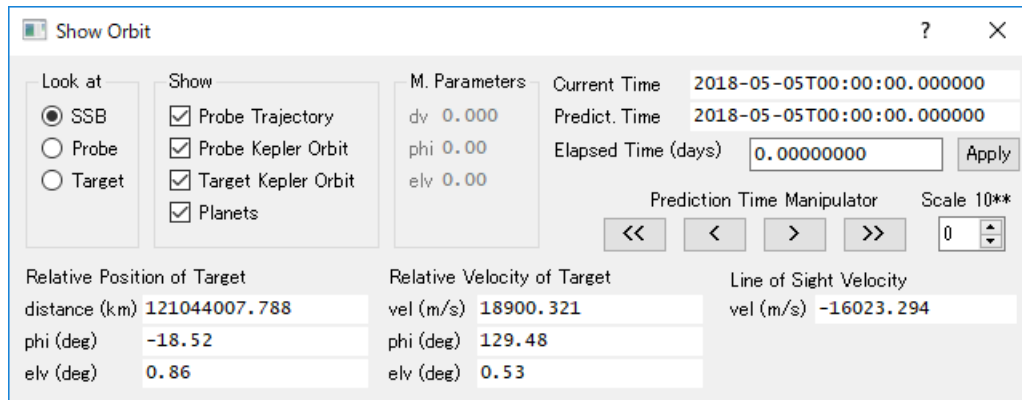 Show Orbit ? ×
Look at
SSB
Probe
Target
Show
Probe Trajectory
Probe Kepler Orbit
Target Kepler Orbit
Planets
M. Parameters
dv 0.000
phi 0.00
elv 0.00
Current Time 2018-05-05T00:00:00.000000
Predict. Time 2018-05-05T00:00:00.000000
Elapsed Time (days) 0.00000000 Apply
Prediction Time Manipulator Scale 10**
<< < > >> 0
Relative Position of Target
distance (km) 121044007.788
phi (deg) -18.52
elv (deg) 0.86
Relative Velocity of Target
vel (m/s) 18900.321
phi (deg) 129.48
elv (deg) 0.53
Line of Sight Velocity
vel (m/s) -16023.294